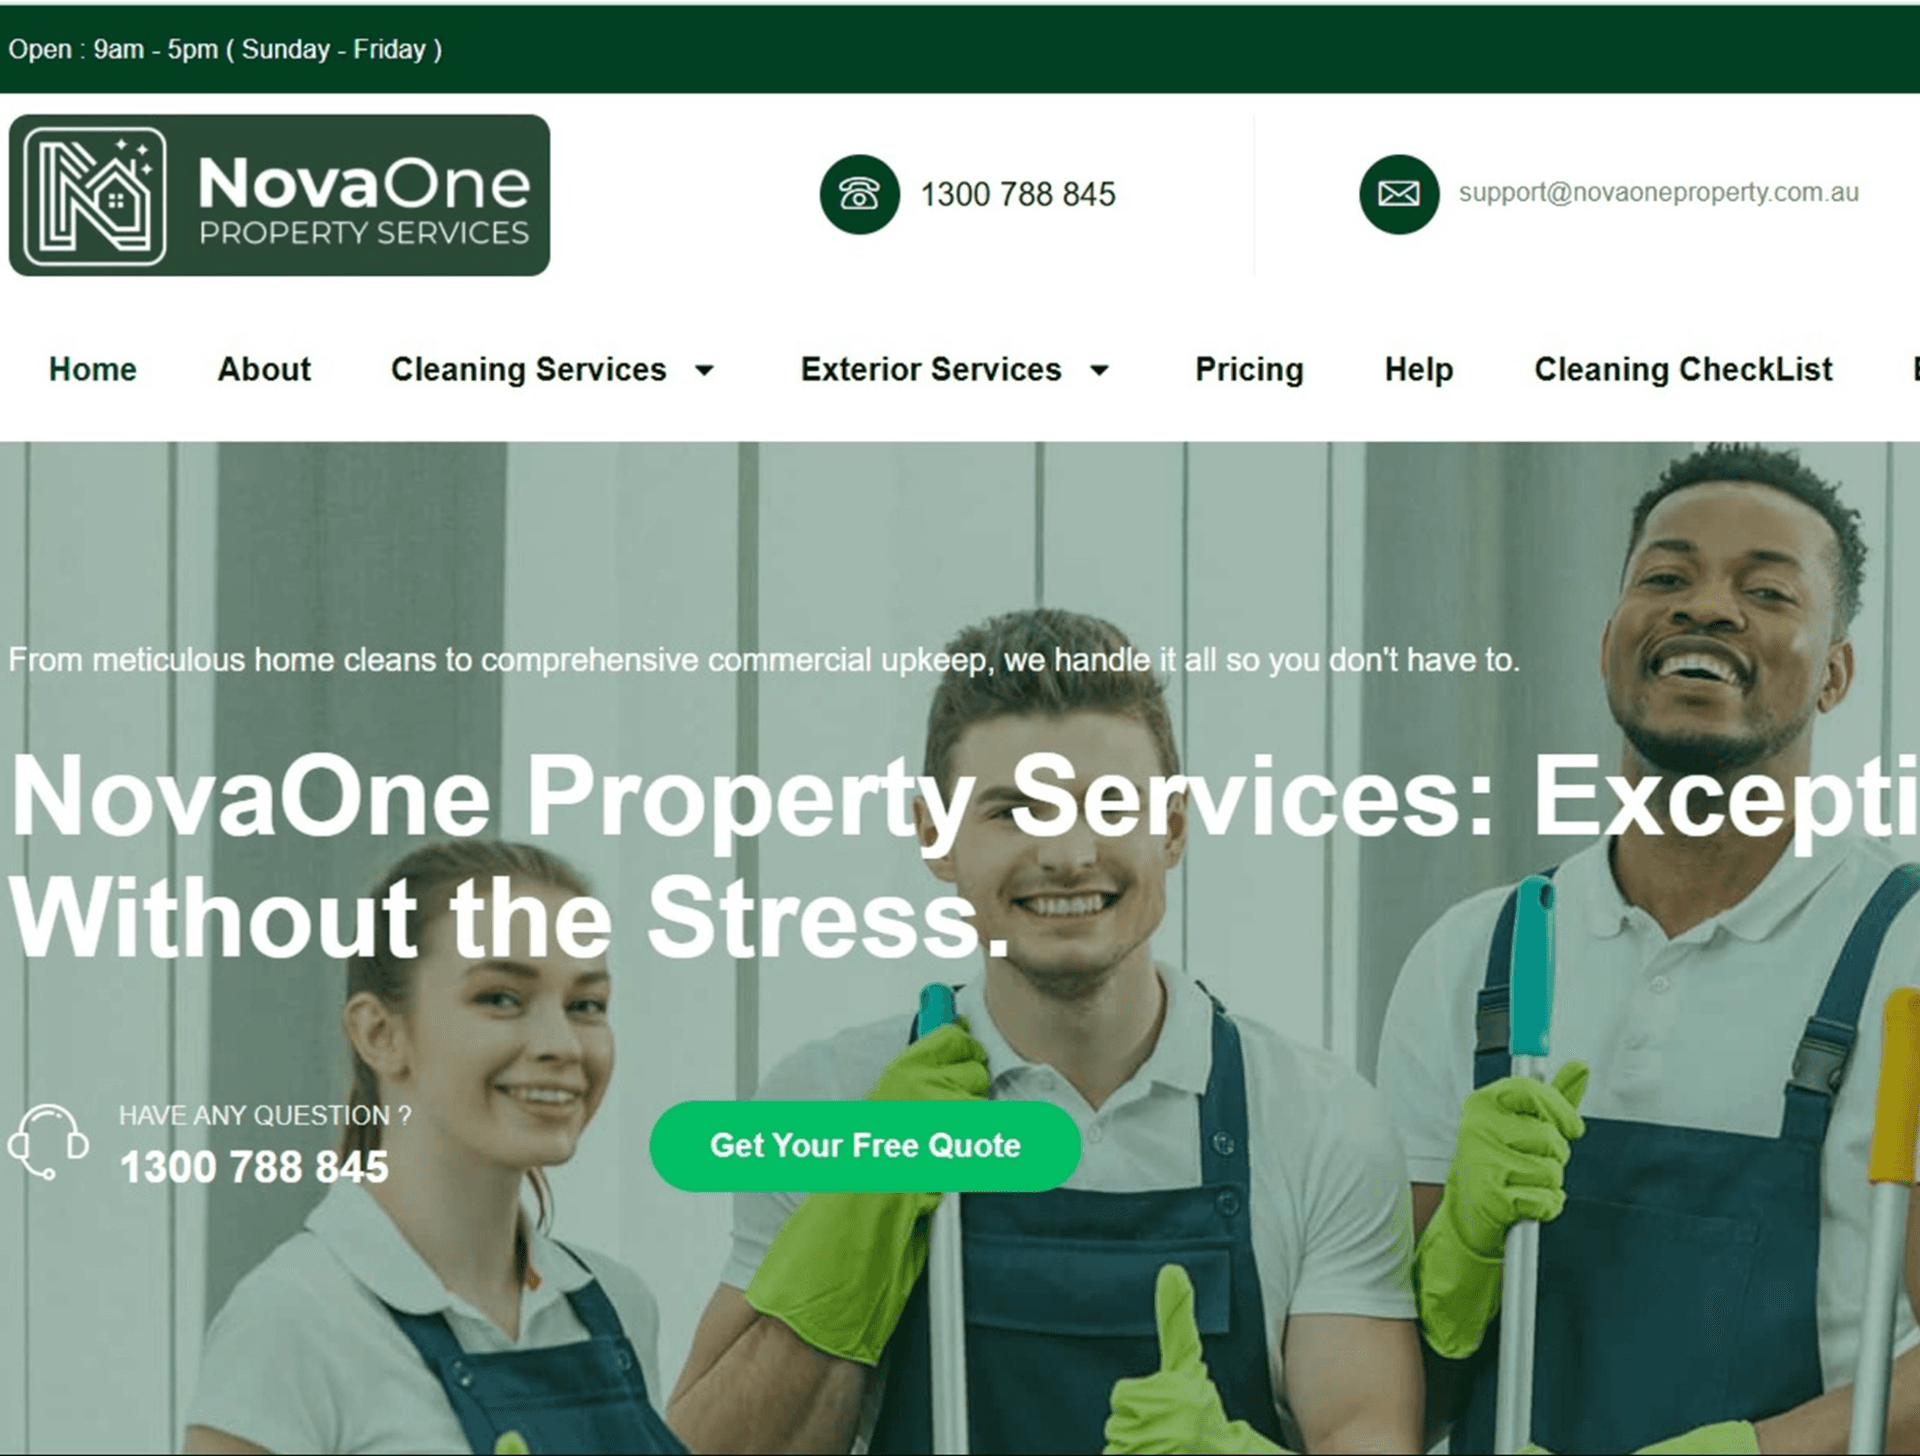 Open : 9am - 5pm ( Sunday - Friday )
NovaOne
PROPERTY SERVICES
1300 788 845
support@novaoneproperty.com.au
Home About Cleaning Services Exterior Services Pricing Help Cleaning CheckList
From meticulous home cleans to comprehensive commercial upkeep, we handle it all so you don't have to.
NovaOne Property Services: Excepti
Without the Stress.
HAVE ANY QUESTION ?
1300 788 845
Get Your Free Quote